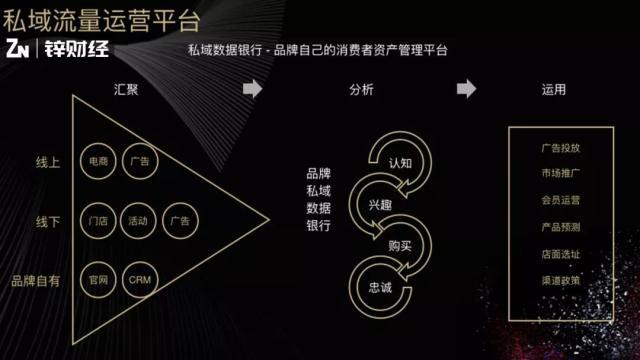 私域流量运营平台
ZN 锌财经
私域数据银行 - 品牌自己的消费者资产管理平台
汇聚
分析
运用
线上
电商
广告
线下
门店
活动
广告
品牌自有
官网
CRM
品牌
私域
数据
银行
认知
兴趣
购买
忠诚
广告投放
市场推广
会员运营
产品预测
店面选址
渠道政策